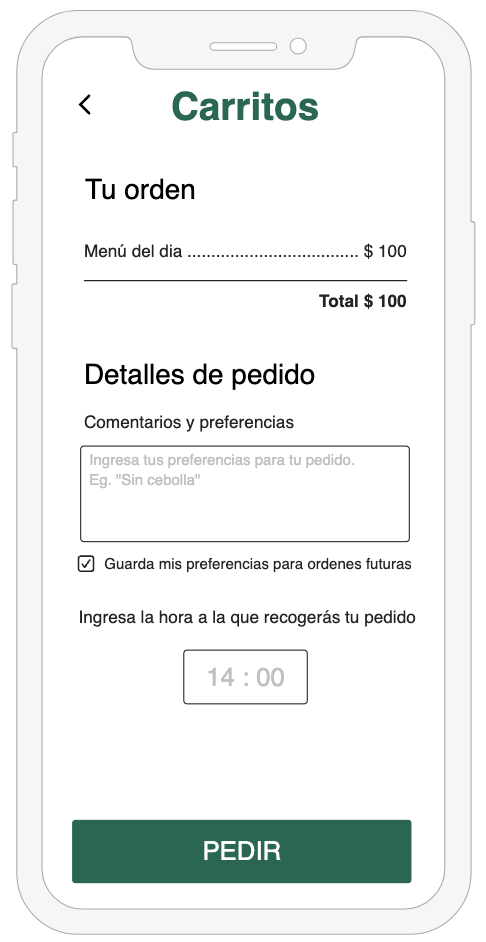 Carritos
Tu orden
Menú del dia .................................... $ 100
Total $ 100
Detalles de pedido
Comentarios y preferencias
Ingresa tus preferencias para tu pedido.
Eg. "Sin cebolla"
Guarda mis preferencias para ordenes futuras
Ingresa la hora a la que recogerás tu pedido
14 : 00
PEDIR